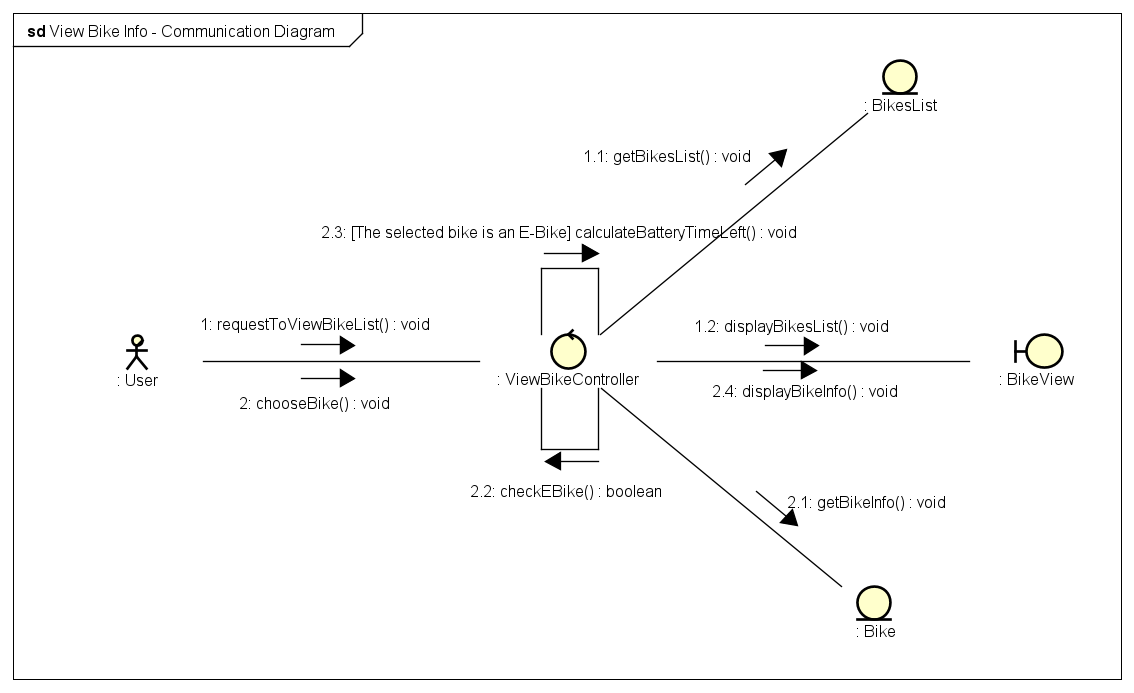 sd View Bike Info - Communication Diagram
: BikesList
1.1: getBikesList() : void
2.3: [The selected bike is an E-Bike] calculateBatteryTimeLeft() : void
1: requestToViewBikeList() : void
1.2: displayBikesList() : void
: User
: ViewBikeController
: BikeView
2: chooseBike() : void
2.4: displayBikeInfo() : void
2.2: checkEBike() : boolean
2.1: getBikeInfo() : void
: Bike